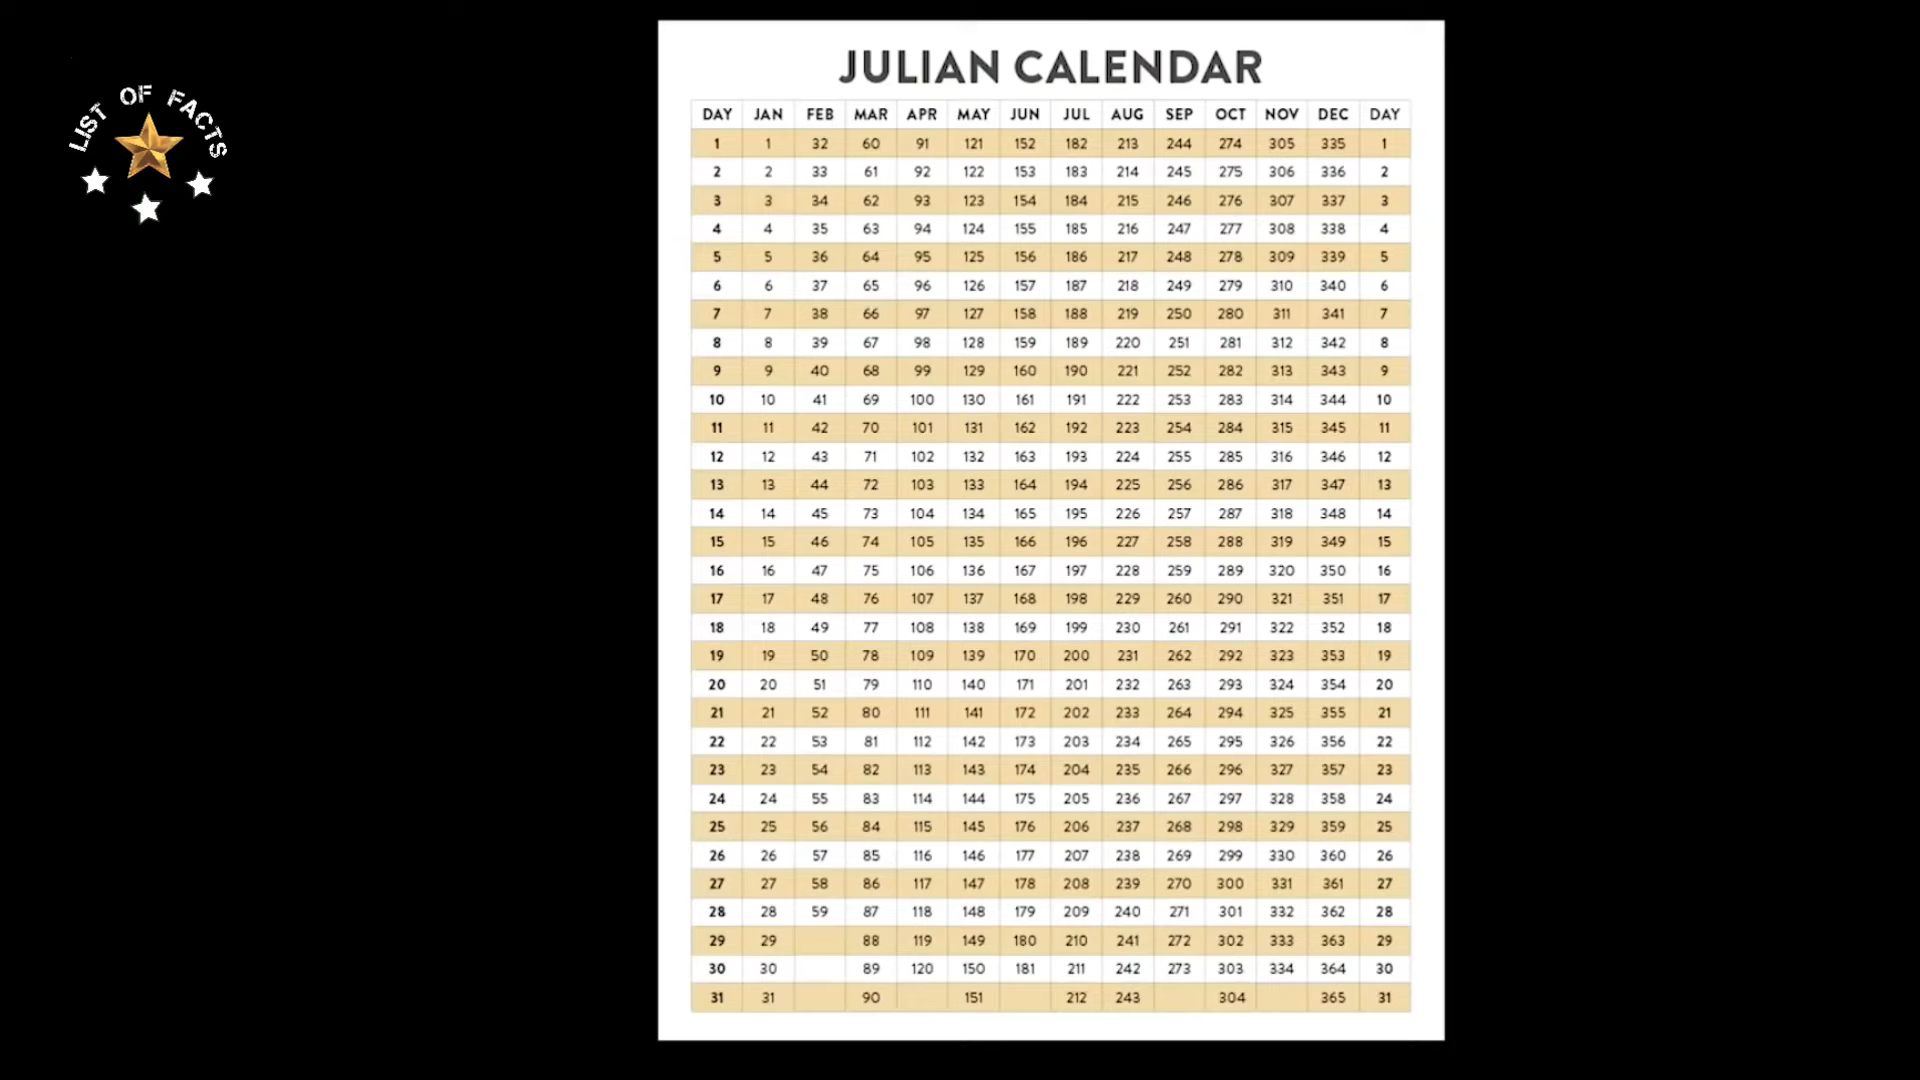 LIST OF FACTS
JULIAN CALENDAR
DAY JAN FEB MAR APR MAY JUN JUL AUG SEP OCT NOV DEC DAY
1 1 32 60 91 121 152 182 213 244 274 305 335 1
2 2 33 61 92 122 153 183 214 245 275 306 336 2
3 3 34 62 93 123 154 184 215 246 276 307 337 3
4 4 35 63 94 124 155 185 216 247 277 308 338 4
5 5 36 64 95 125 156 186 217 248 278 309 339 5
6 6 37 65 96 126 157 187 218 249 279 310 340 6
7 7 38 66 97 127 158 188 219 250 280 311 341 7
8 8 39 67 98 128 159 189 220 251 281 312 342 8
9 9 40 68 99 129 160 190 221 252 282 313 343 9
10 10 41 69 100 130 161 191 222 253 283 314 344 10
11 11 42 70 101 131 162 192 223 254 284 315 345 11
12 12 43 71 102 132 163 193 224 255 285 316 346 12
13 13 44 72 103 133 164 194 225 256 286 317 347 13
14 14 45 73 104 134 165 195 226 257 287 318 348 14
15 15 46 74 105 135 166 196 227 258 288 319 349 15
16 16 47 75 106 136 167 197 228 259 289 320 350 16
17 17 48 76 107 137 168 198 229 260 290 321 351 17
18 18 49 77 108 138 169 199 230 261 291 322 352 18
19 19 50 78 109 139 170 200 231 262 292 323 353 19
20 20 51 79 110 140 171 201 232 263 293 324 354 20
21 21 52 80 111 141 172 202 233 264 294 325 355 21
22 22 53 81 112 142 173 203 234 265 295 326 356 22
23 23 54 82 113 143 174 204 235 266 296 327 357 23
24 24 55 83 114 144 175 205 236 267 297 328 358 24
25 25 56 84 115 145 176 206 237 268 298 329 359 25
26 26 57 85 116 146 177 207 238 269 299 330 360 26
27 27 58 86 117 147 178 208 239 270 300 331 361 27
28 28 59 87 118 148 179 209 240 271 301 332 362 28
29 29 88 119 149 180 210 241 272 302 333 363 29
30 30 89 120 150 181 211 242 273 303 334 364 30
31 31 90 151 212 243 304 365 31